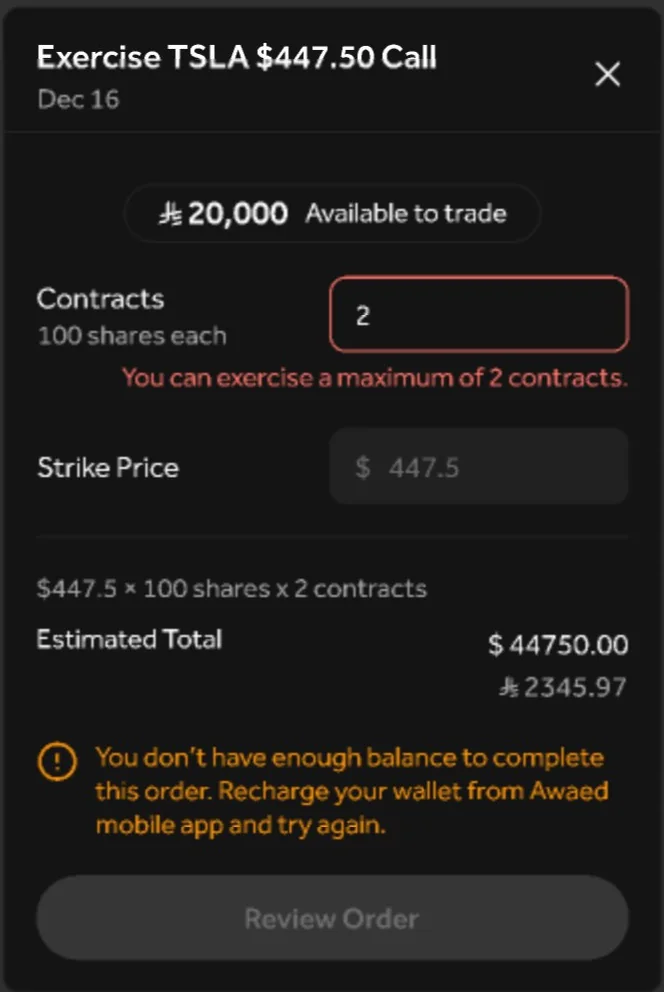 Exercise TSLA $447.50 Call
Dec 16
⃁ 20,000 Available to trade
Contracts
100 shares each
2
You can exercise a maximum of 2 contracts.
Strike Price
$ 447.5
$447.5 × 100 shares x 2 contracts
Estimated Total
$ 44750.00
⃁ 2345.97
You don't have enough balance to complete
this order. Recharge your wallet from Awaed
mobile app and try again.
Review Order